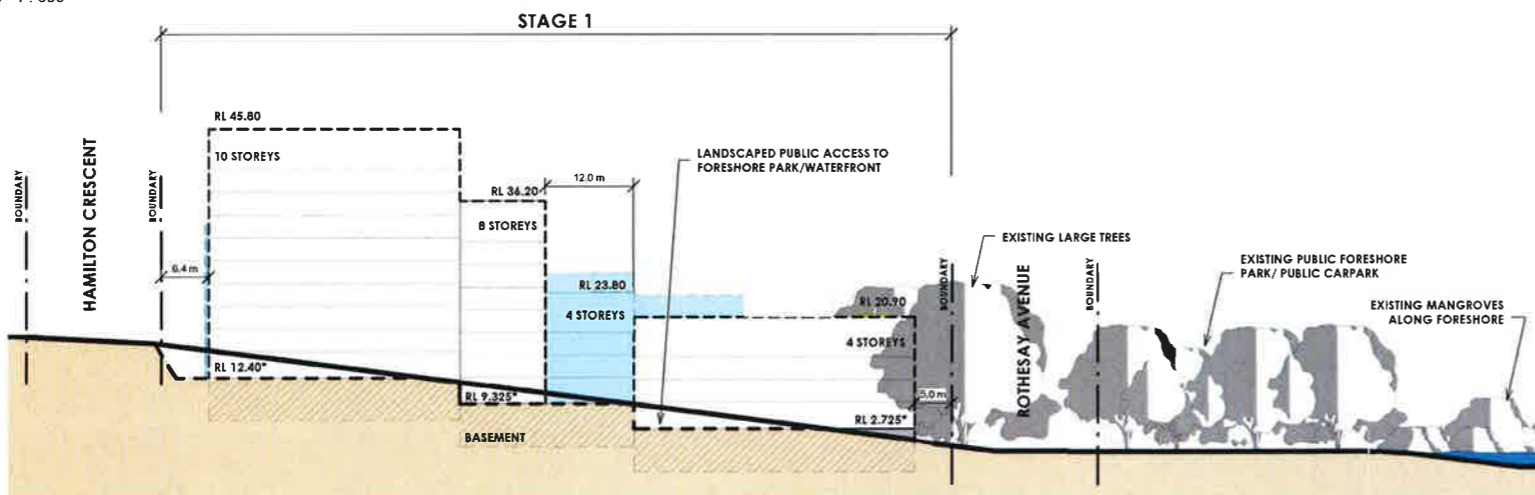 STAGE 1
RL 45.80
10 STOREYS
LANDSCAPED PUBLIC ACCESS TO
FORESHORE PARK/WATERFRONT
12.0 m
RL 36.20
8 STOREYS
BOUNDARY
HAMILTON CRESCENT
BOUNDARY
6.4 m
RL 23.80
4 STOREYS
RL 20.90
4 STOREYS
BOUNDARY
EXISTING LARGE TREES
ROTHESAY AVENUE
BOUNDARY
EXISTING PUBLIC FORESHORE
PARK/ PUBLIC CARPARK
EXISTING MANGROVES
ALONG FORESHORE
RL 12.40*
RL 9.325*
RL 2.725*
5.0 m
BASEMENT